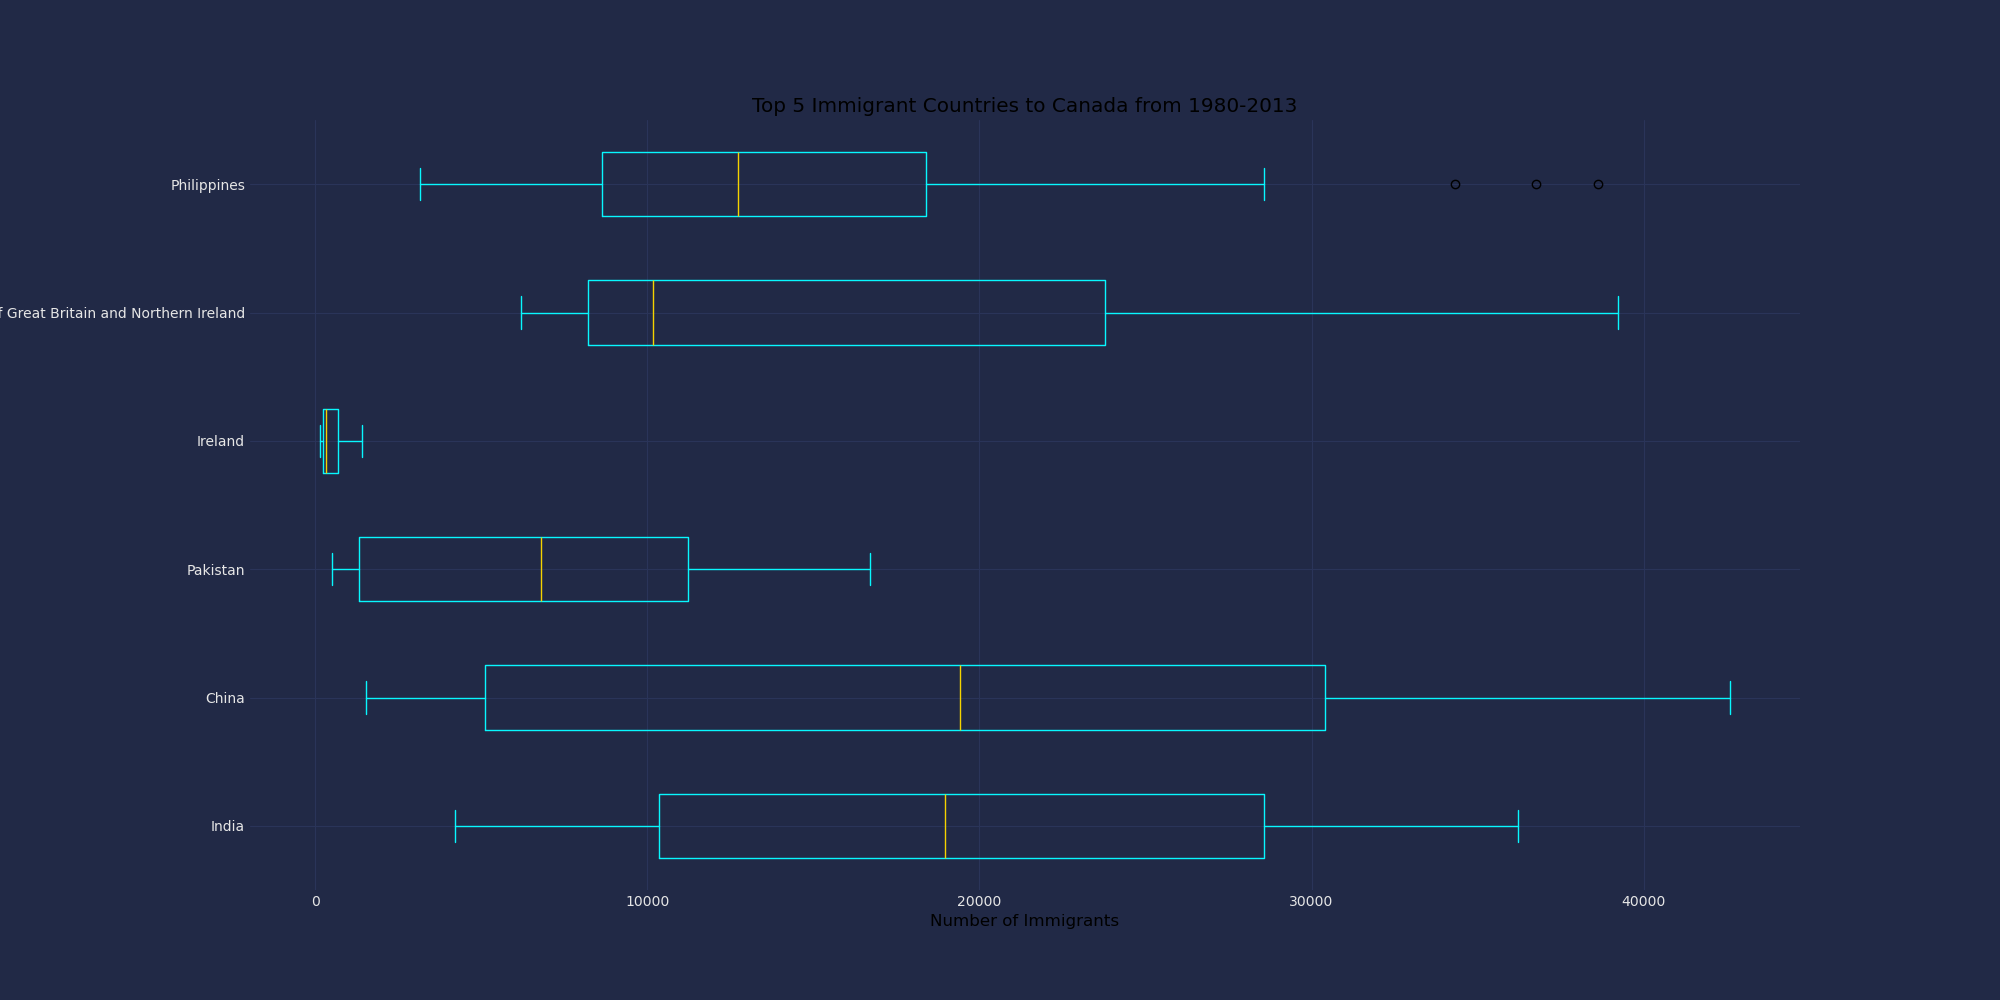 Top 5 Immigrant Countries to Canada from 1980-2013
Philippines
Great Britain and Northern Ireland
Ireland
Pakistan
China
India
0 10000 20000 30000 40000
Number of Immigrants